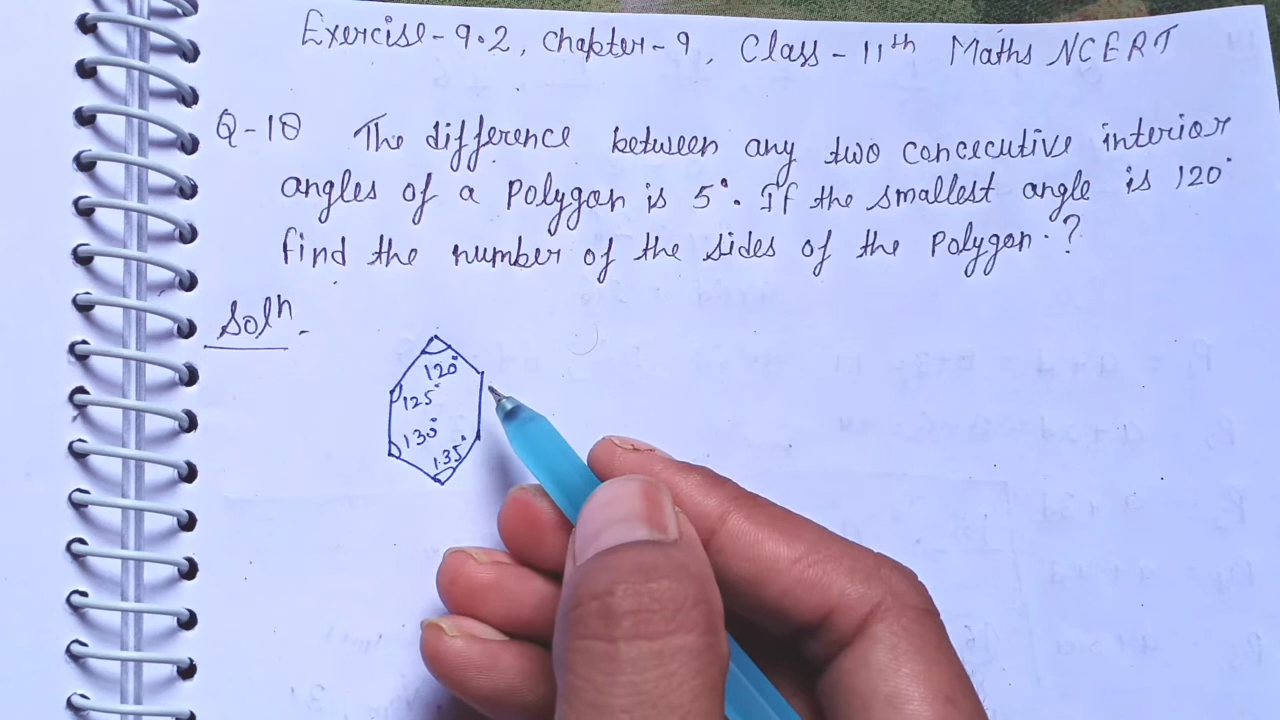 Exercise-9.2, Chapter-9, Class-11th Maths NCERT
Q-18 The difference between any two concecutive interior
angles of a polygon is 5°. If the smallest angle is 120°
find the number of the sides of the polygon.?
Solⁿ-
120°
125°
130°
135°